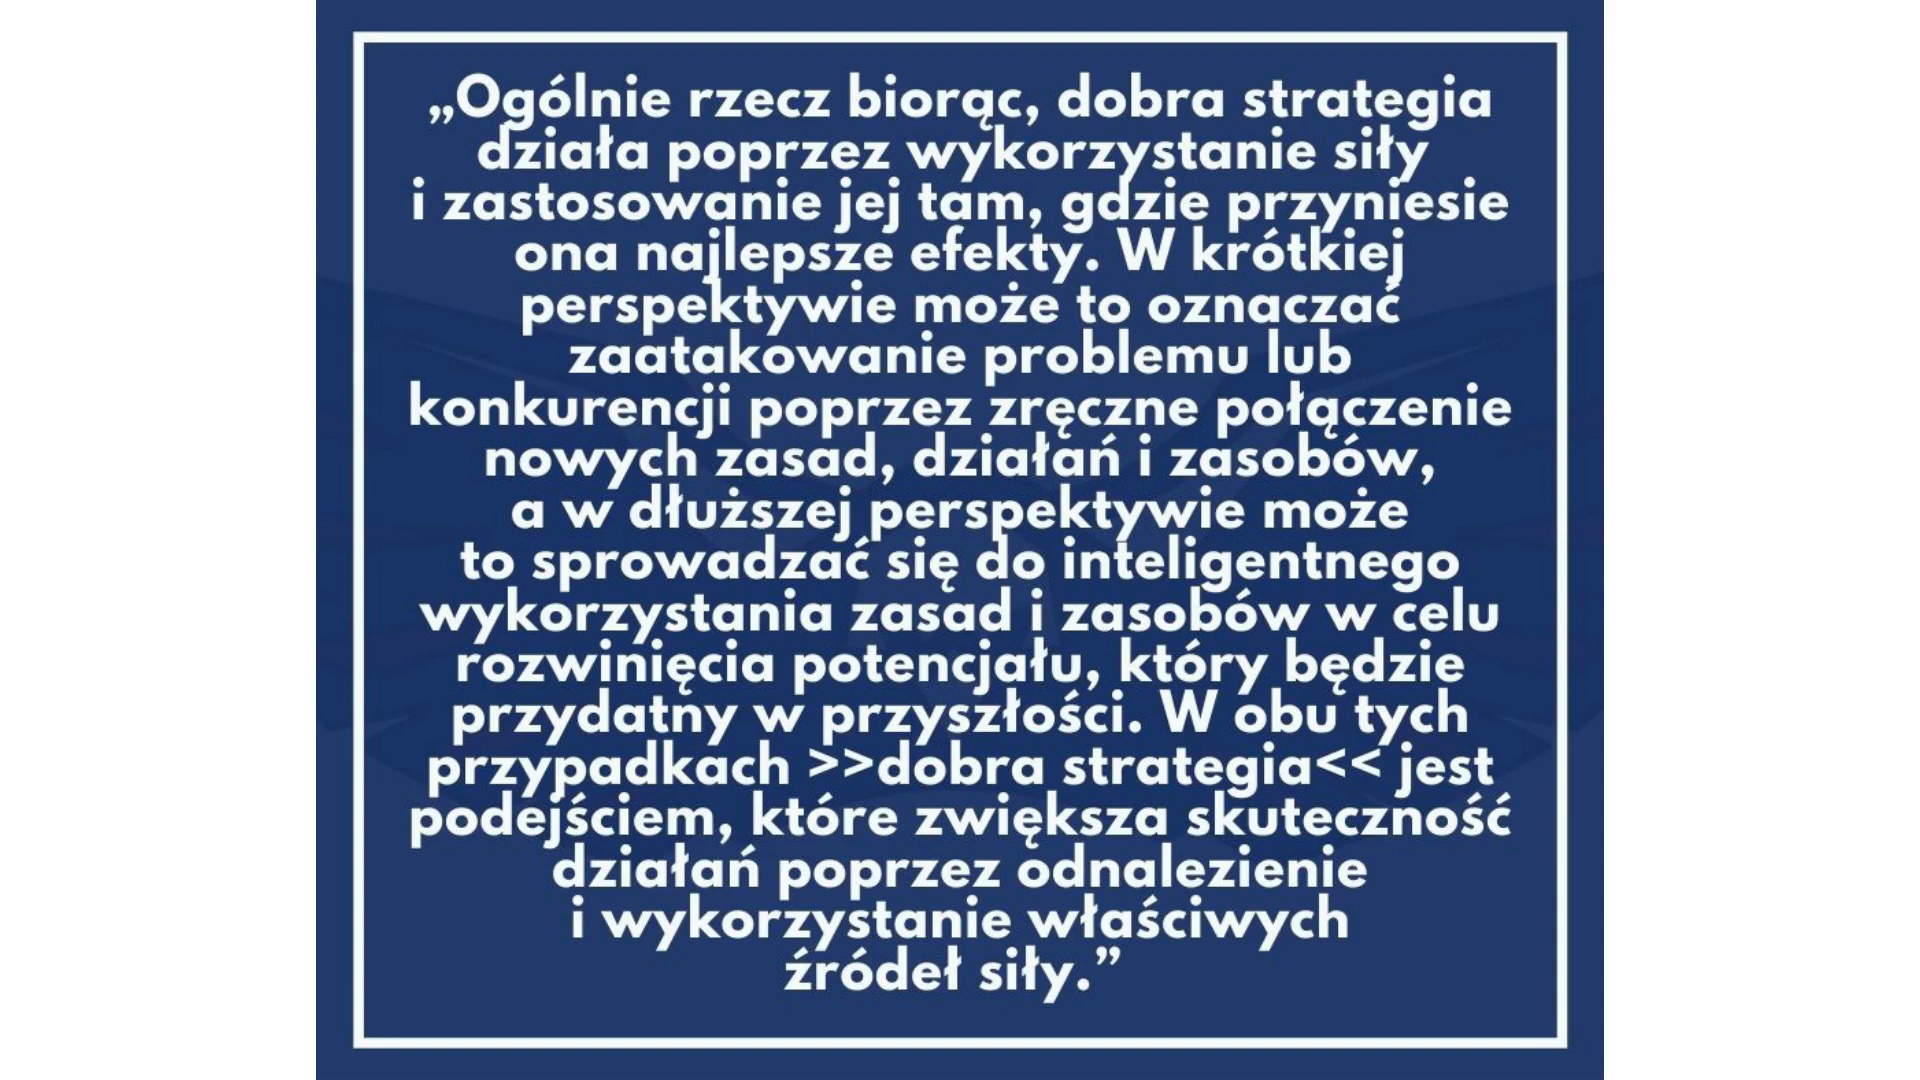 „Ogólnie rzecz biorąc, dobra strategia
działa poprzez wykorzystanie siły
i zastosowanie jej tam, gdzie przyniesie
ona najlepsze efekty. W krótkiej
perspektywie może to oznaczać
zaatakowanie problemu lub
konkurencji poprzez zręczne połączenie
nowych zasad, działań i zasobów,
a w dłuższej perspektywie może
to sprowadzać się do inteligentnego
wykorzystania zasad i zasobów w celu
rozwinięcia potencjału, który będzie
przydatny w przyszłości. W obu tych
przypadkach >>dobra strategia<< jest
podejściem, które zwiększa skuteczność
działań poprzez odnalezienie
i wykorzystanie właściwych
źródeł siły.”